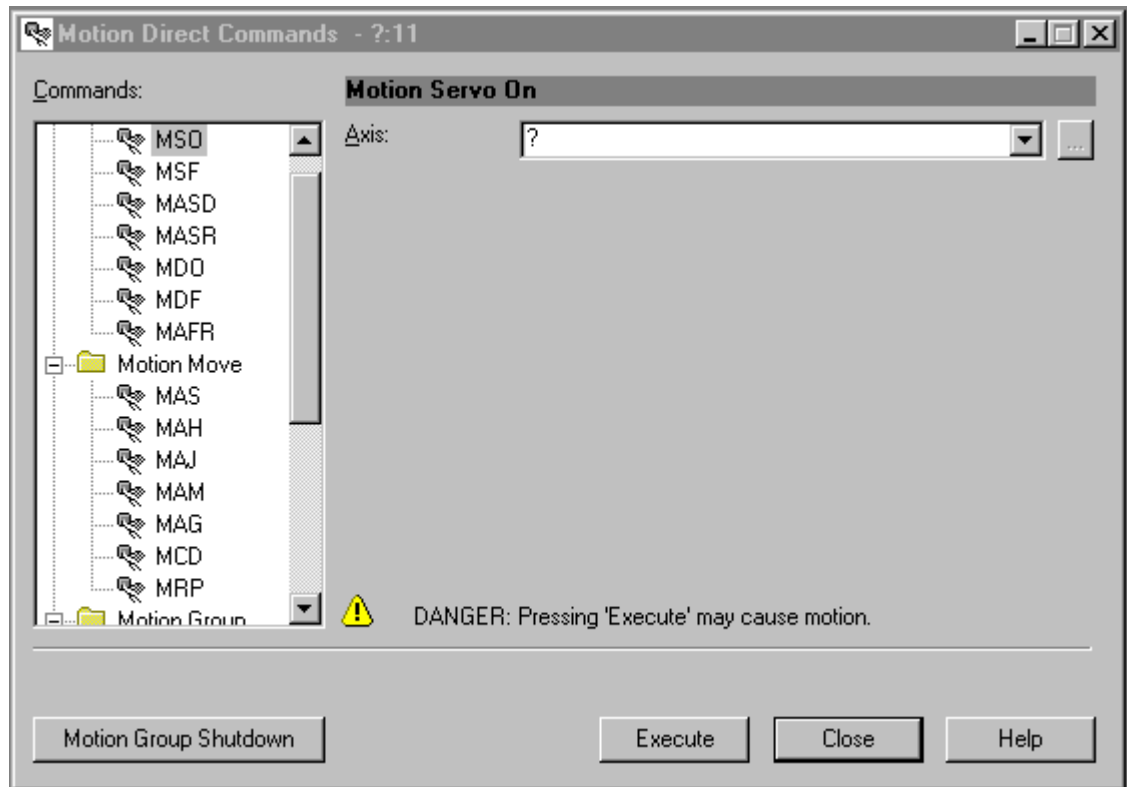 Motion Direct Commands - ?:11
Commands:
MSO
MSF
MASD
MASR
MDO
MDF
MAFR
Motion Move
MAS
MAH
MAJ
MAM
MAG
MCD
MRP
Motion Group
Motion Servo On
Axis: ?
...
DANGER: Pressing 'Execute' may cause motion.
Motion Group Shutdown
Execute
Close
Help